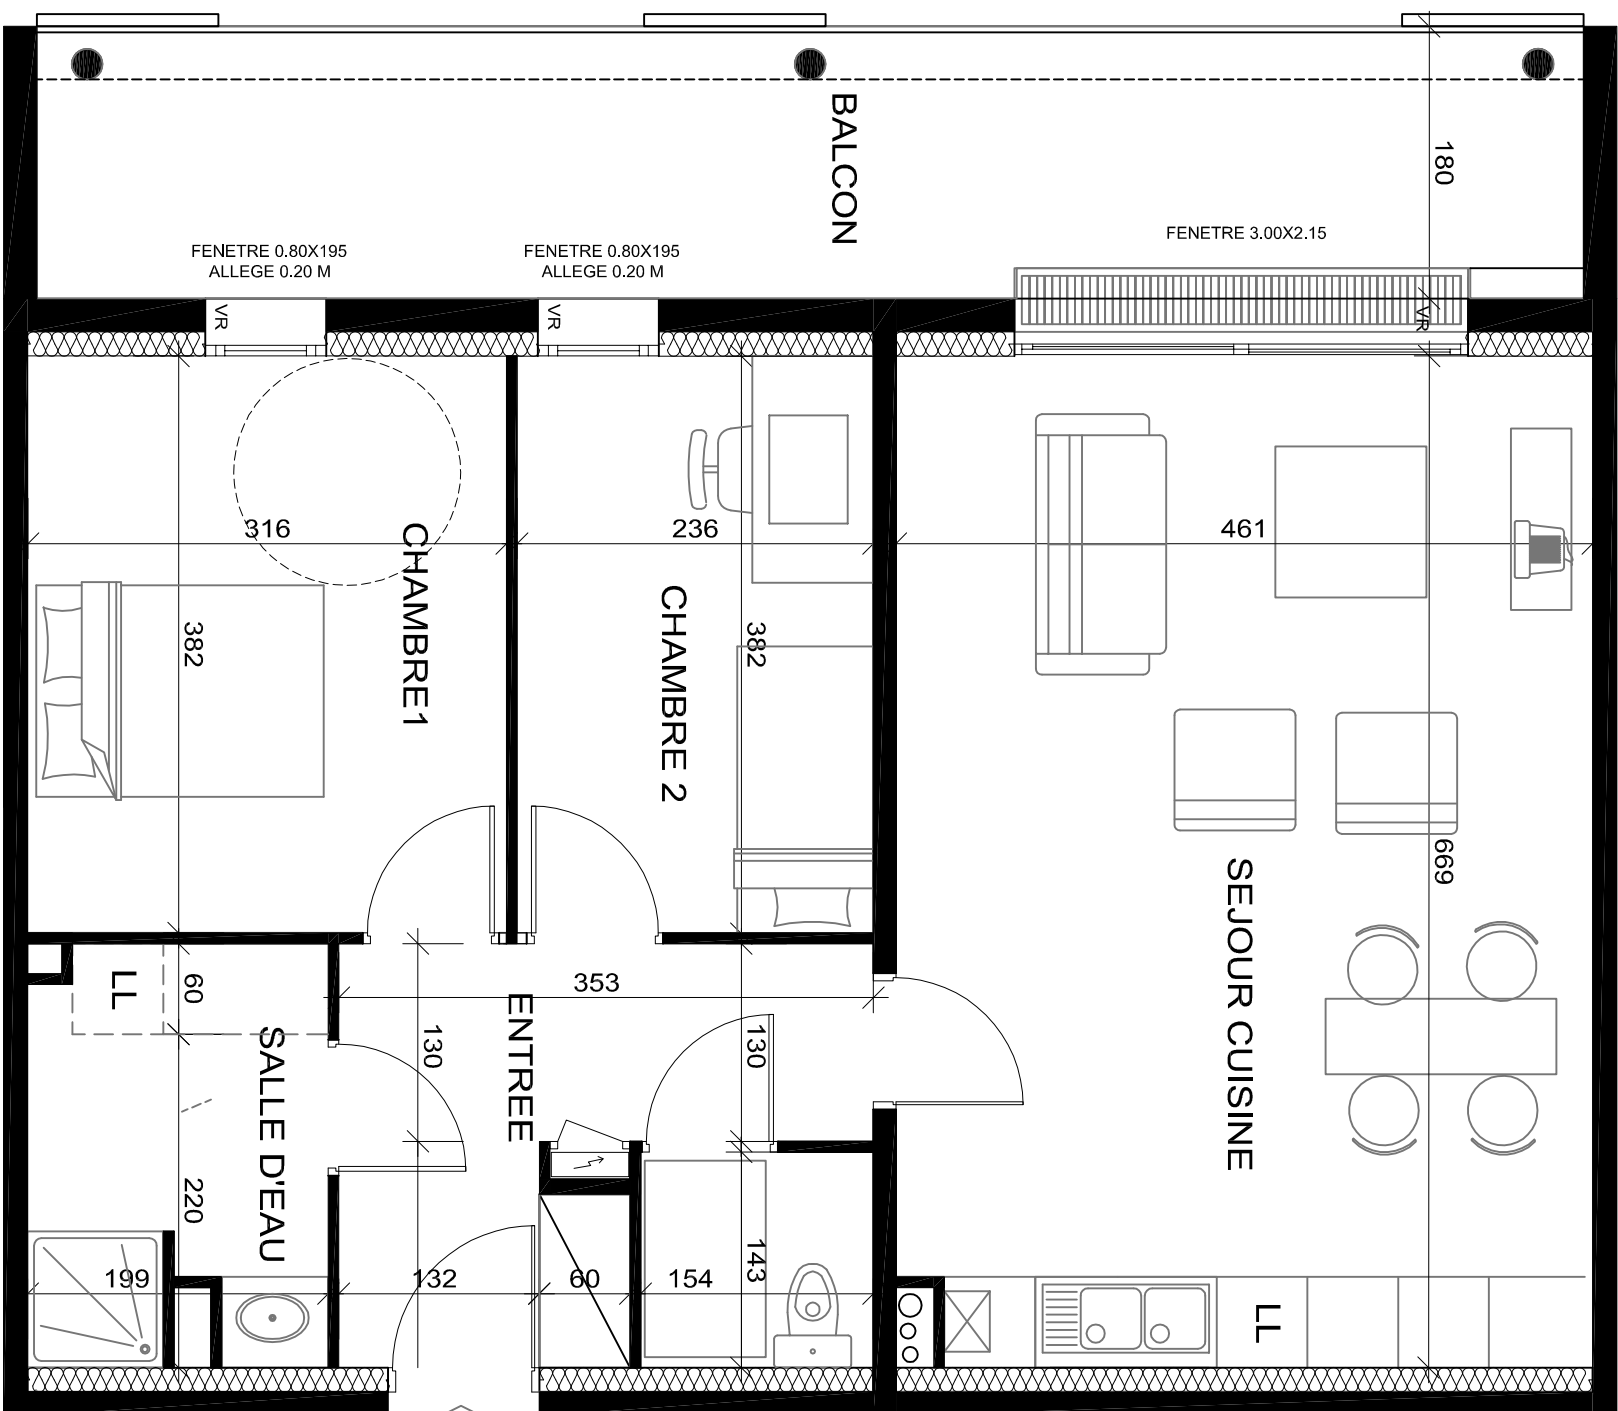 BALCON
180
FENETRE 0.80X195
ALLEGE 0.20 M
FENETRE 0.80X195
ALLEGE 0.20 M
FENETRE 3.00X2.15
VR
VR
VR
316
236
461
CHAMBRE1
382
CHAMBRE 2
382
669
SEJOUR CUISINE
LL
60
353
ENTREE
130
130
SALLE D'EAU
220
199
132
60
154
143
LL